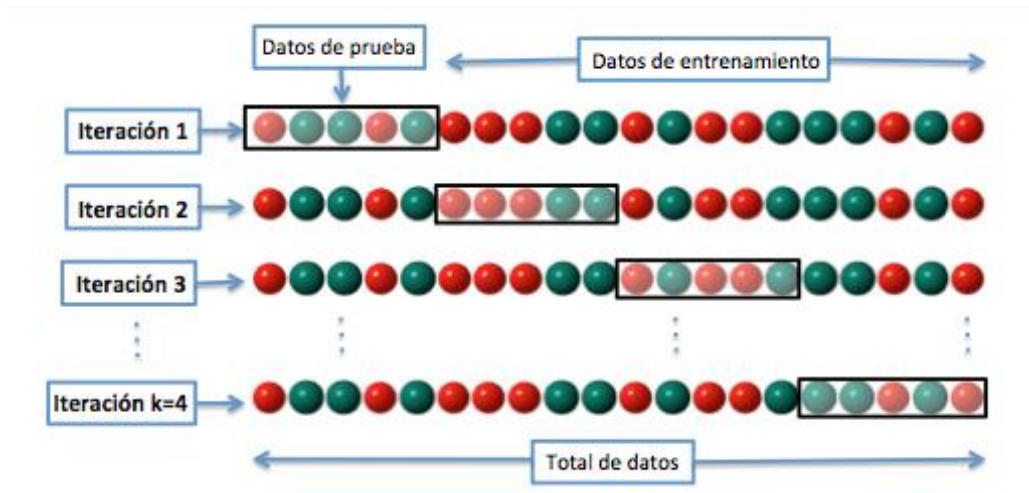 Datos de prueba
Datos de entrenamiento
Iteración 1
Iteración 2
Iteración 3
Iteración k=4
Total de datos